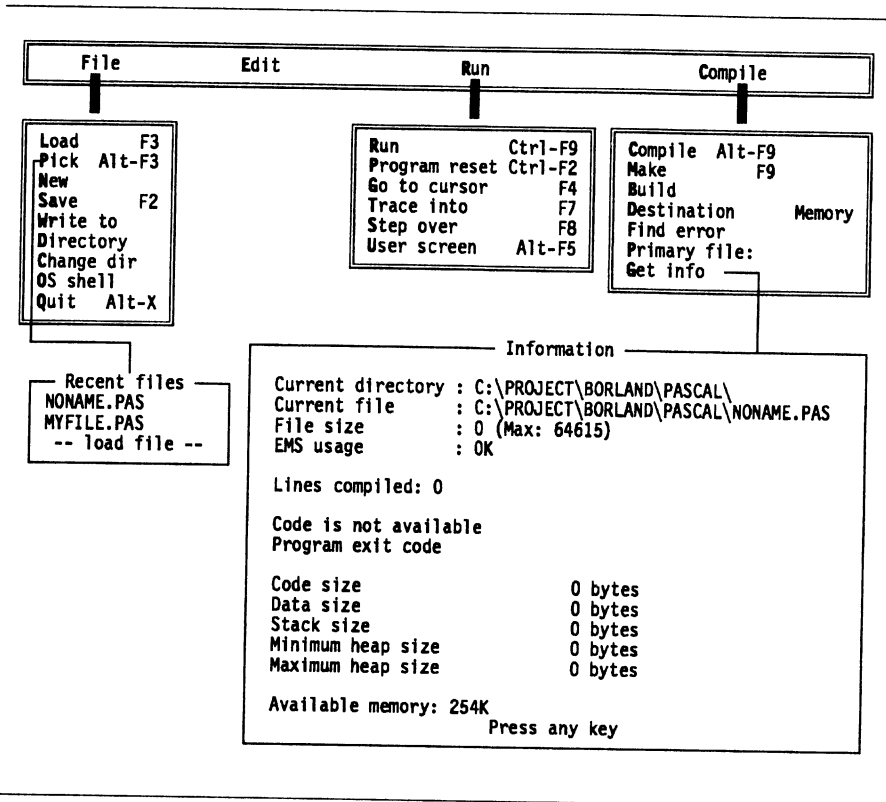 File Edit Run Compile
Load F3
Pick Alt-F3
New
Save F2
Write to
Directory
Change dir
OS shell
Quit Alt-X
Run Ctrl-F9
Program reset Ctrl-F2
Go to cursor F4
Trace into F7
Step over F8
User screen Alt-F5
Compile Alt-F9
Make F9
Build
Destination Memory
Find error
Primary file:
Get info
Recent files
NONAME.PAS
MYFILE.PAS
-- load file --
Information
Current directory : C:\PROJECT\BORLAND\PASCAL\
Current file : C:\PROJECT\BORLAND\PASCAL\NONAME.PAS
File size : 0 (Max: 64615)
EMS usage : OK
Lines compiled: 0
Code is not available
Program exit code
Code size 0 bytes
Data size 0 bytes
Stack size 0 bytes
Minimum heap size 0 bytes
Maximum heap size 0 bytes
Available memory: 254K
Press any key